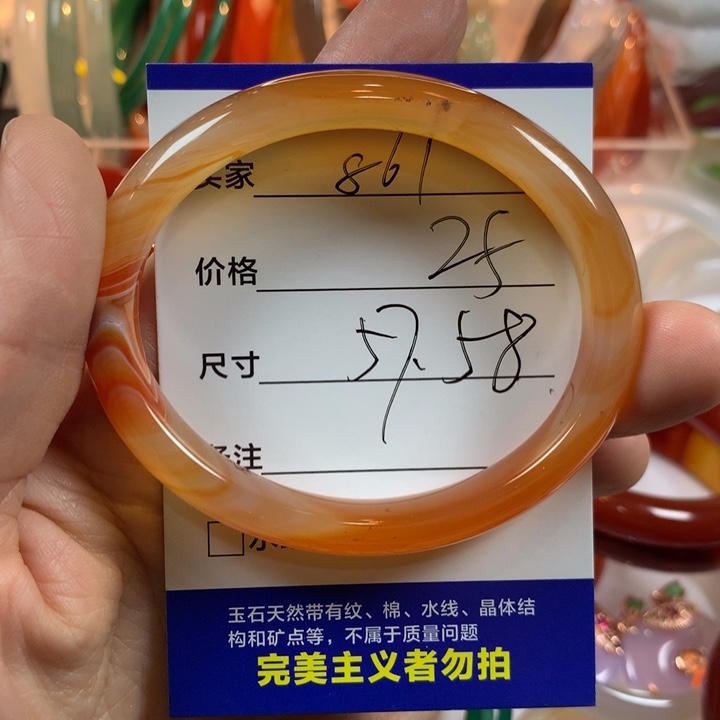 卖家 861
价格 25
尺寸 57.58
备注
玉石天然带有纹、棉、水线、晶体结
构和矿点等，不属于质量问题
完美主义者勿拍